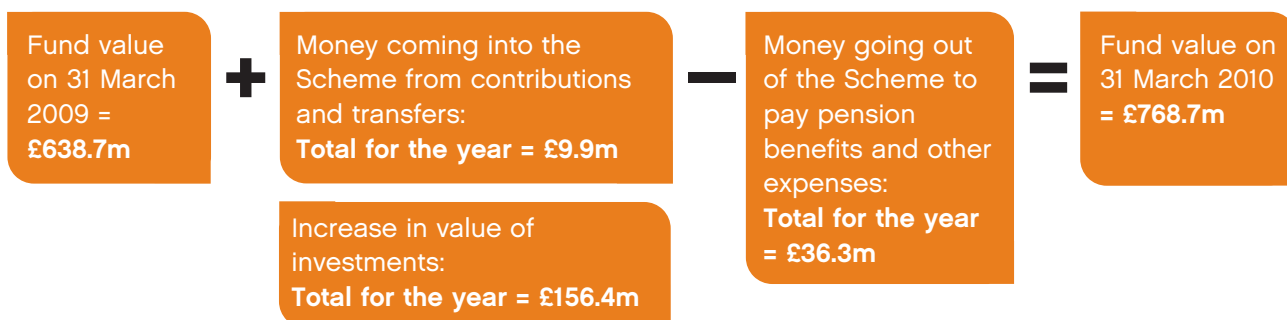 Fund value
on 31 March
2009 =
£638.7m
+
Money coming into the
Scheme from contributions
and transfers:
Total for the year = £9.9m
Increase in value of
investments:
Total for the year = £156.4m
–
Money going out
of the Scheme to
pay pension
benefits and other
expenses:
Total for the year
= £36.3m
=
Fund value on
31 March 2010
= £768.7m